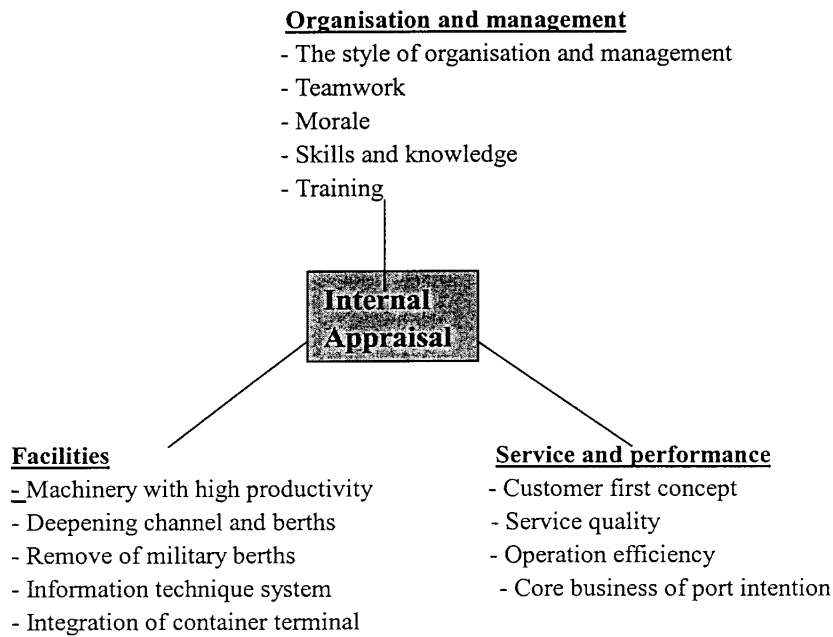 Organisation and management
- The style of organisation and management
- Teamwork
- Morale
- Skills and knowledge
- Training
Internal
Appraisal
Facilities
- Machinery with high productivity
- Deepening channel and berths
- Remove of military berths
- Information technique system
- Integration of container terminal
Service and performance
- Customer first concept
- Service quality
- Operation efficiency
- Core business of port intention